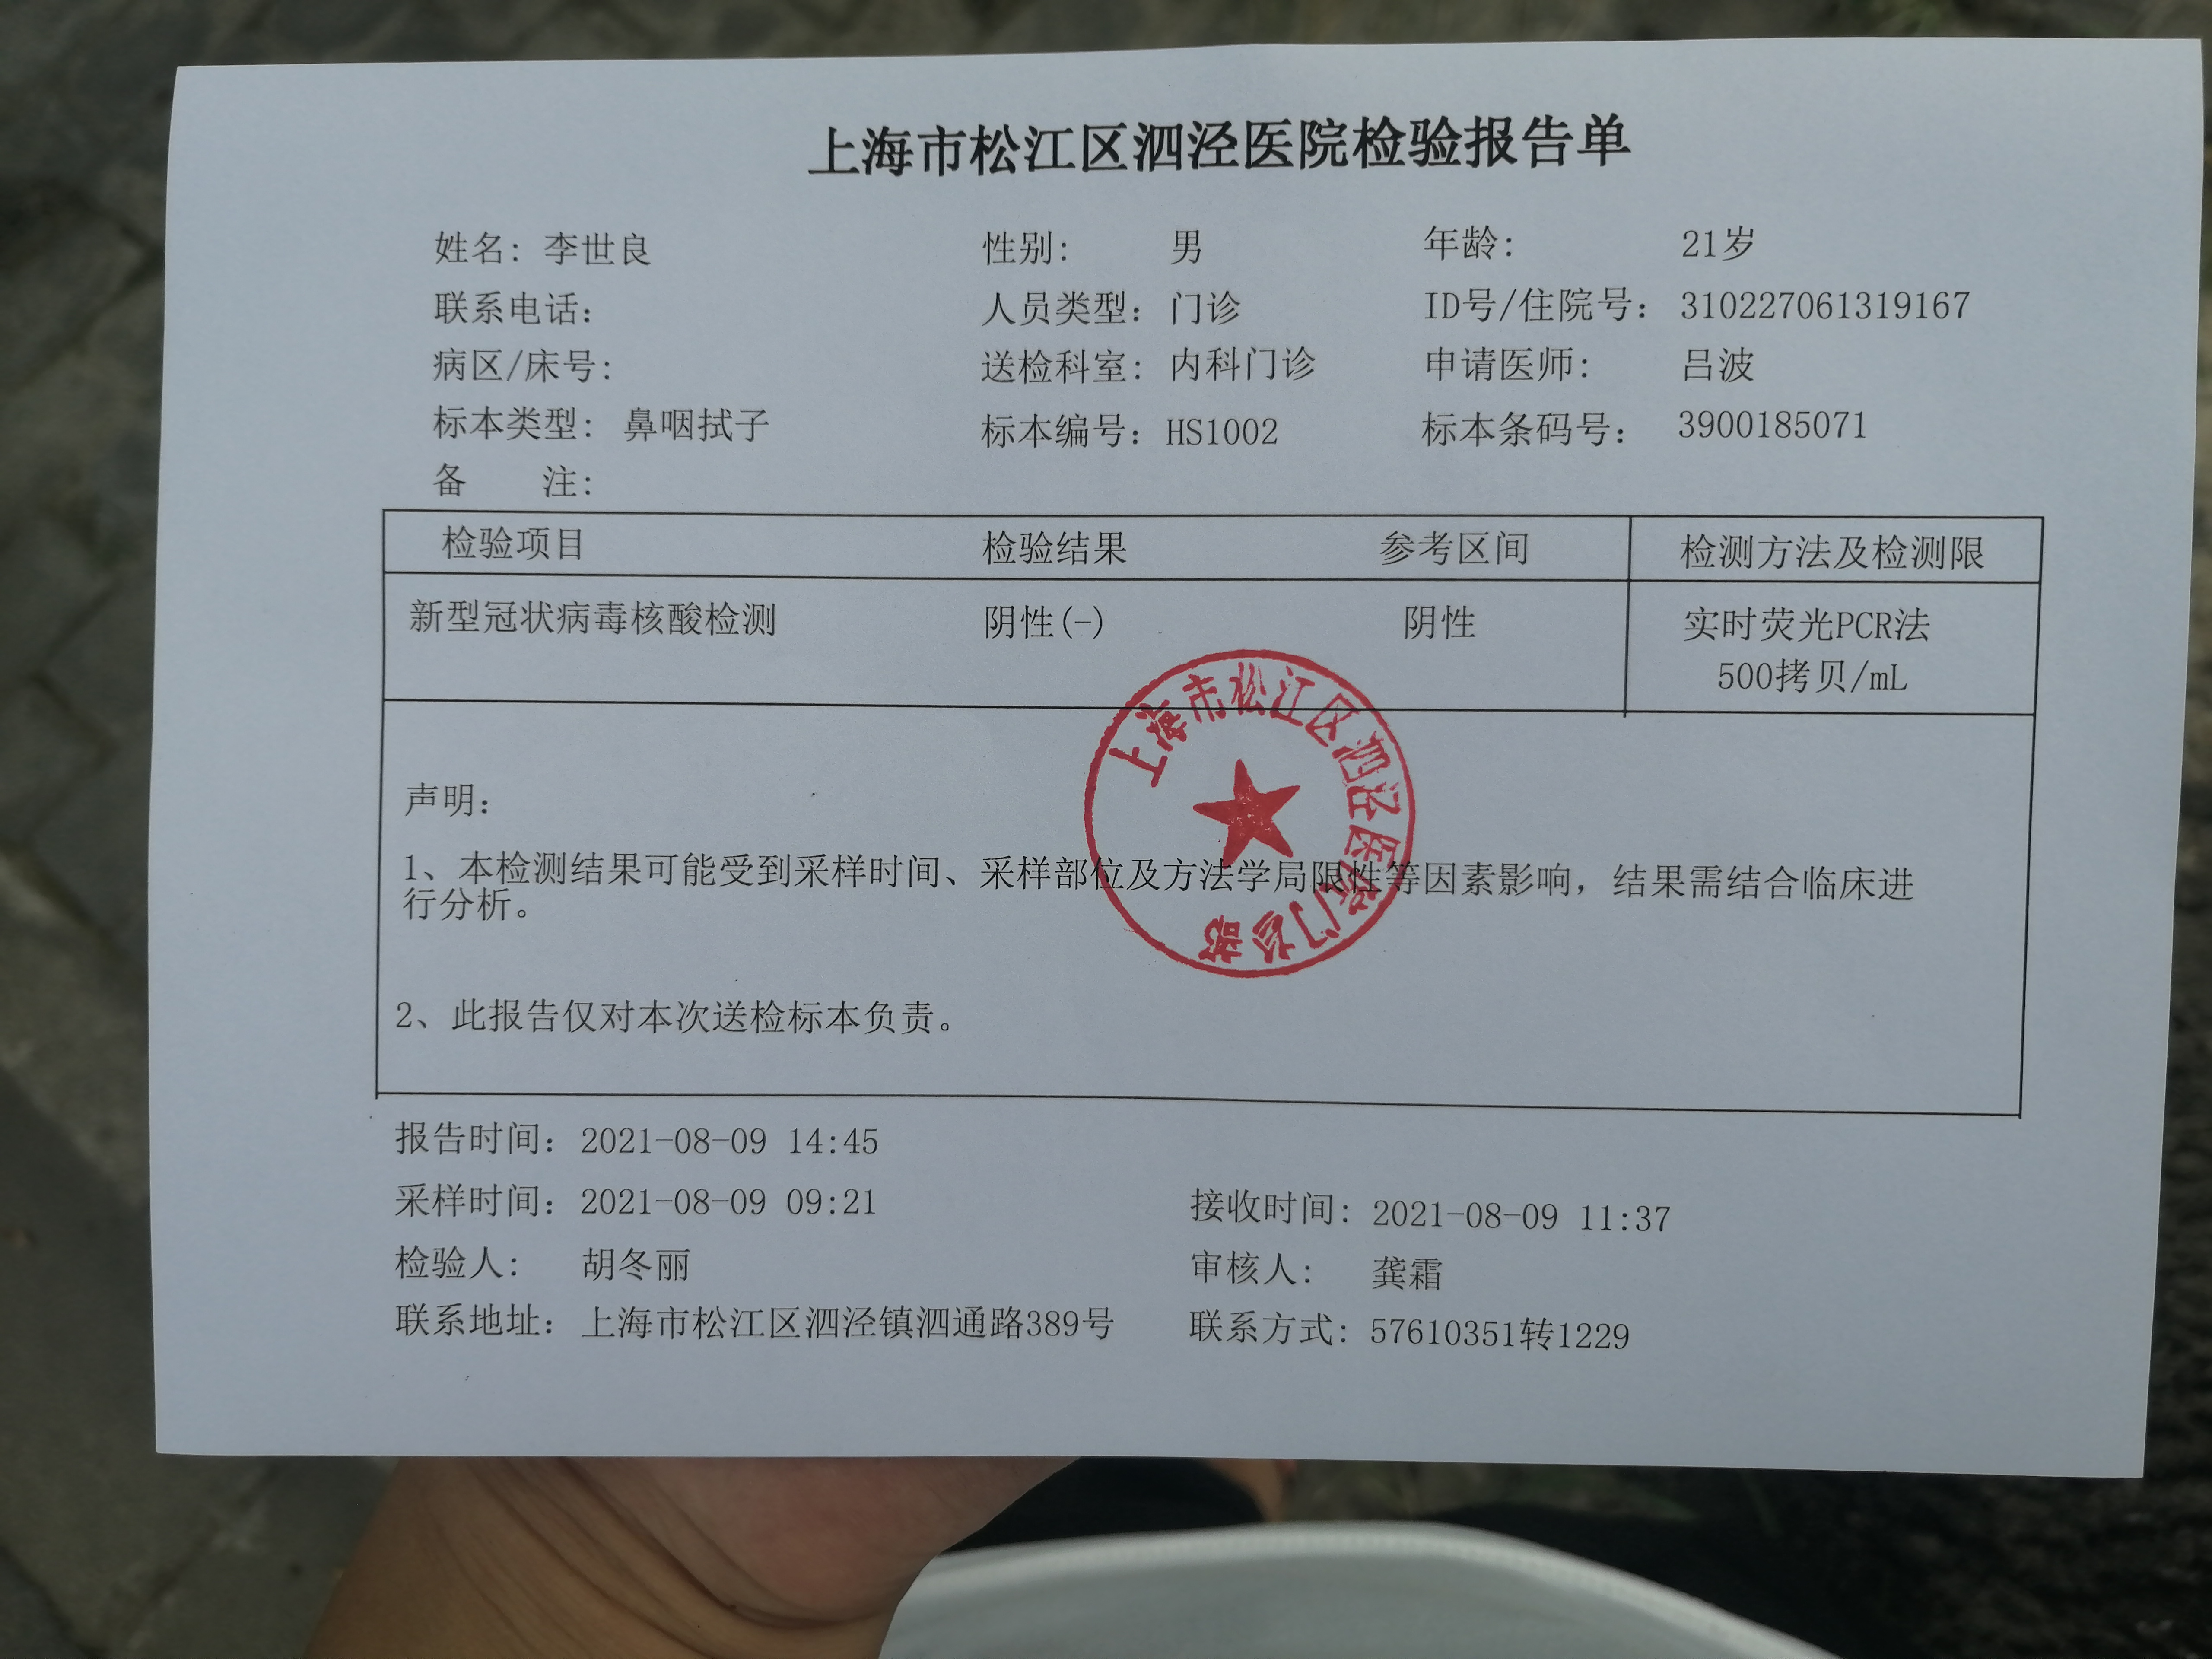 上海市松江区泗泾医院检验报告单
姓名: 李世良 性别: 男 年龄: 21岁
联系电话: 人员类型: 门诊 ID号/住院号: 310227061319167
病区/床号: 送检科室: 内科门诊 申请医师: 吕波
标本类型: 鼻咽拭子 标本编号: HS1002 标本条码号: 3900185071
备 注:
检验项目 检验结果 参考区间 检测方法及检测限
新型冠状病毒核酸检测 阴性(-) 阴性 实时荧光PCR法
500拷贝/mL
上海市松江区泗泾医院门诊部
声明:
1、本检测结果可能受到采样时间、采样部位及方法学局限性等因素影响，结果需结合临床进
行分析。
2、此报告仅对本次送检标本负责。
报告时间: 2021-08-09 14:45
采样时间: 2021-08-09 09:21 接收时间: 2021-08-09 11:37
检验人: 胡冬丽 审核人: 龚霜
联系地址: 上海市松江区泗泾镇泗通路389号 联系方式: 57610351转1229